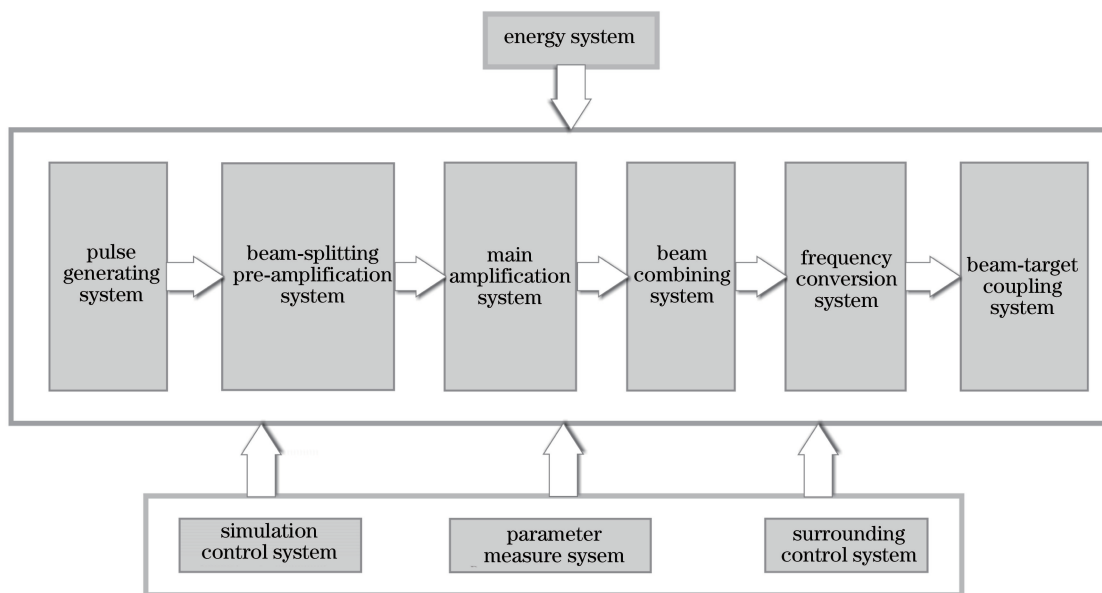 energy system
pulse
generating
system
beam-splitting
pre-amplification
system
main
amplification
system
beam
combining
system
frequency
conversion
system
beam-target
coupling
system
simulation
control system
parameter
measure sysem
surrounding
control system